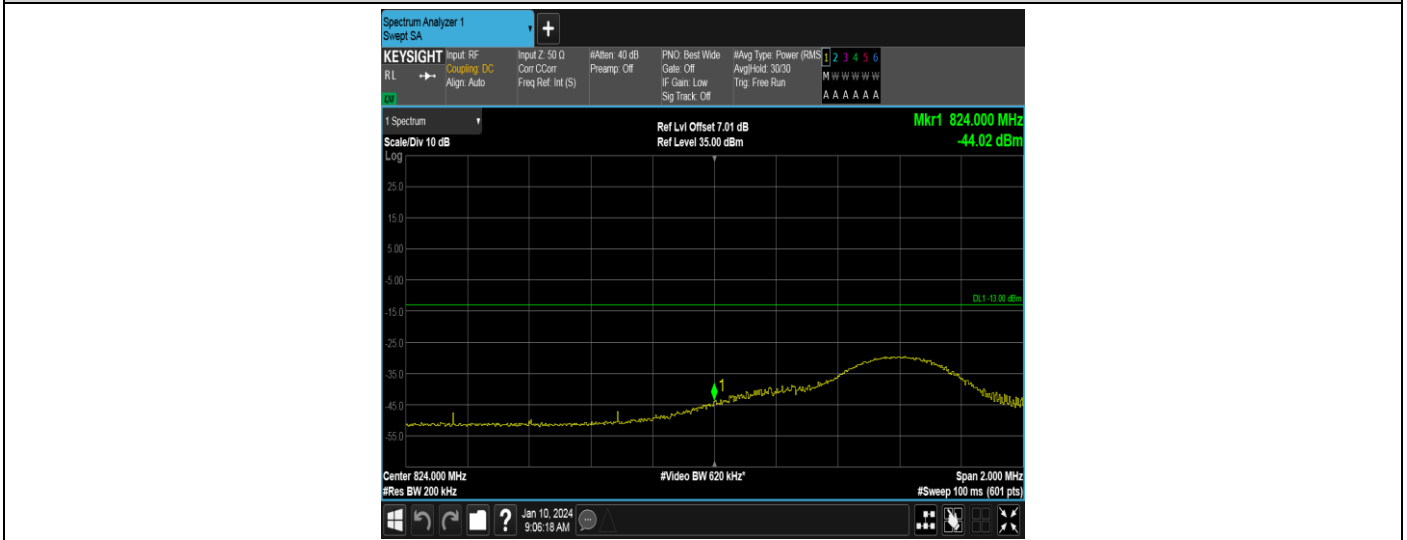 Spectrum Analyzer 1
Swept SA
+
KEYSIGHT
RL
LXI
Input: RF
Coupling: DC
Align: Auto
Input Z: 50 Ω
Corr CCorr
Freq Ref: Int (S)
#Atten: 40 dB
Preamp: Off
PNO: Best Wide
Gate: Off
IF Gain: Low
Sig Track: Off
#Avg Type: Power (RMS
Avg|Hold: 30/30
Trig: Free Run
1 2 3 4 5 6
M W W W W W
A A A A A A
1 Spectrum
Scale/Div 10 dB
Ref Lvl Offset 7.01 dB
Ref Level 35.00 dBm
Mkr1 824.000 MHz
-44.02 dBm
Log
25.0
15.0
5.00
-5.00
DL1 -13.00 dBm
-15.0
-25.0
-35.0
1
-45.0
-55.0
Center 824.000 MHz
#Video BW 620 kHz*
Span 2.000 MHz
#Res BW 200 kHz
#Sweep 100 ms (601 pts)
?
Jan 10, 2024
9:06:18 AM